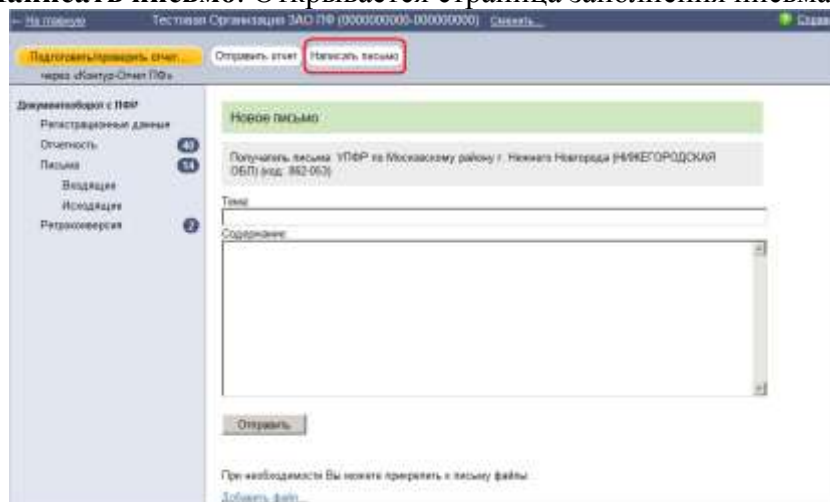 написать письмо. Открывается страница заполнения письма
← На главную Тестовая Организация ЗАО ПФ (0000000000-000000000) Сменить...
Подготовить/проверить отчет...
через «Контур-Отчет ПФ»
Отправить отчет Написать письмо
Документооборот с ПФР
Регистрационные данные
Отчетность 40
Письма 14
Входящие
Исходящие
Ретроконверсия 2
Новое письмо
Получатель письма: УПФР по Московскому району г. Нижнего Новгорода (НИЖЕГОРОДСКАЯ
ОБЛ) (код: 062-063)
Тема:
Содержание:
Отправить
При необходимости Вы можете прикрепить к письму файлы:
Добавить файл...